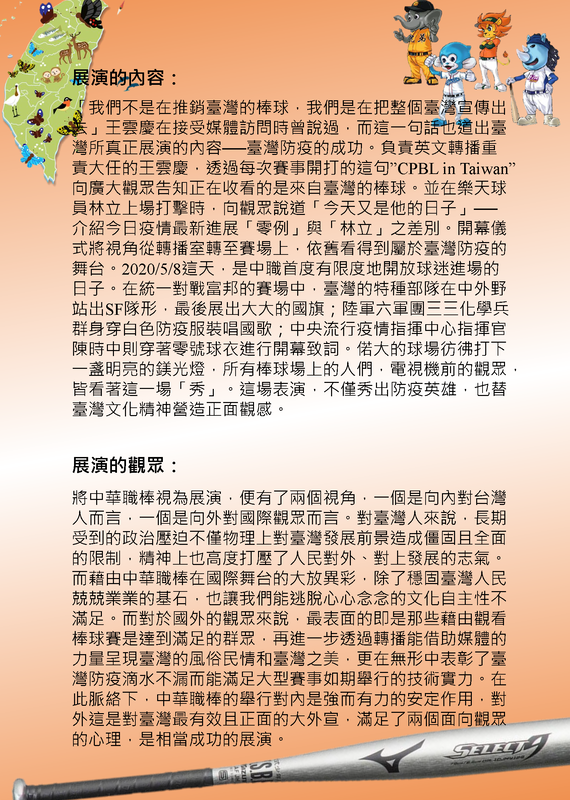 展演的內容：
「我們不是在推銷臺灣的棒球，我們是在把整個臺灣宣傳出
去」王雲慶在接受媒體訪問時曾說過，而這一句話也道出臺
灣所真正展演的內容──臺灣防疫的成功。負責英文轉播重
責大任的王雲慶，透過每次賽事開打的這句”CPBL in Taiwan”
向廣大觀眾告知正在收看的是來自臺灣的棒球。並在樂天球
員林立上場打擊時，向觀眾說道「今天又是他的日子」──
介紹今日疫情最新進展「零例」與「林立」之差別。開幕儀
式將視角從轉播室轉至賽場上，依舊看得到屬於臺灣防疫的
舞台。2020/5/8這天，是中職首度有限度地開放球迷進場的
日子。在統一對戰富邦的賽場中，臺灣的特種部隊在中外野
站出SF隊形，最後展出大大的國旗；陸軍六軍團三三化學兵
群身穿白色防疫服裝唱國歌；中央流行疫情指揮中心指揮官
陳時中則穿著零號球衣進行開幕致詞。偌大的球場彷彿打下
一盞明亮的鎂光燈，所有棒球場上的人們，電視機前的觀眾，
皆看著這一場「秀」。這場表演，不僅秀出防疫英雄，也替
臺灣文化精神營造正面觀感。
展演的觀眾：
將中華職棒視為展演，便有了兩個視角，一個是向內對台灣
人而言，一個是向外對國際觀眾而言。對臺灣人來說，長期
受到的政治壓迫不僅物理上對臺灣發展前景造成僵固且全面
的限制，精神上也高度打壓了人民對外、對上發展的志氣。
而藉由中華職棒在國際舞台的大放異彩，除了穩固臺灣人民
兢兢業業的基石，也讓我們能逃脫心心念念的文化自主性不
滿足。而對於國外的觀眾來說，最表面的即是那些藉由觀看
棒球賽是達到滿足的群眾，再進一步透過轉播能借助媒體的
力量呈現臺灣的風俗民情和臺灣之美，更在無形中表彰了臺
灣防疫滴水不漏而能滿足大型賽事如期舉行的技術實力。在
此脈絡下，中華職棒的舉行對內是強而有力的安定作用，對
外這是對臺灣最有效且正面的大外宣，滿足了兩個面向觀眾
的心理，是相當成功的展演。
SELECT9